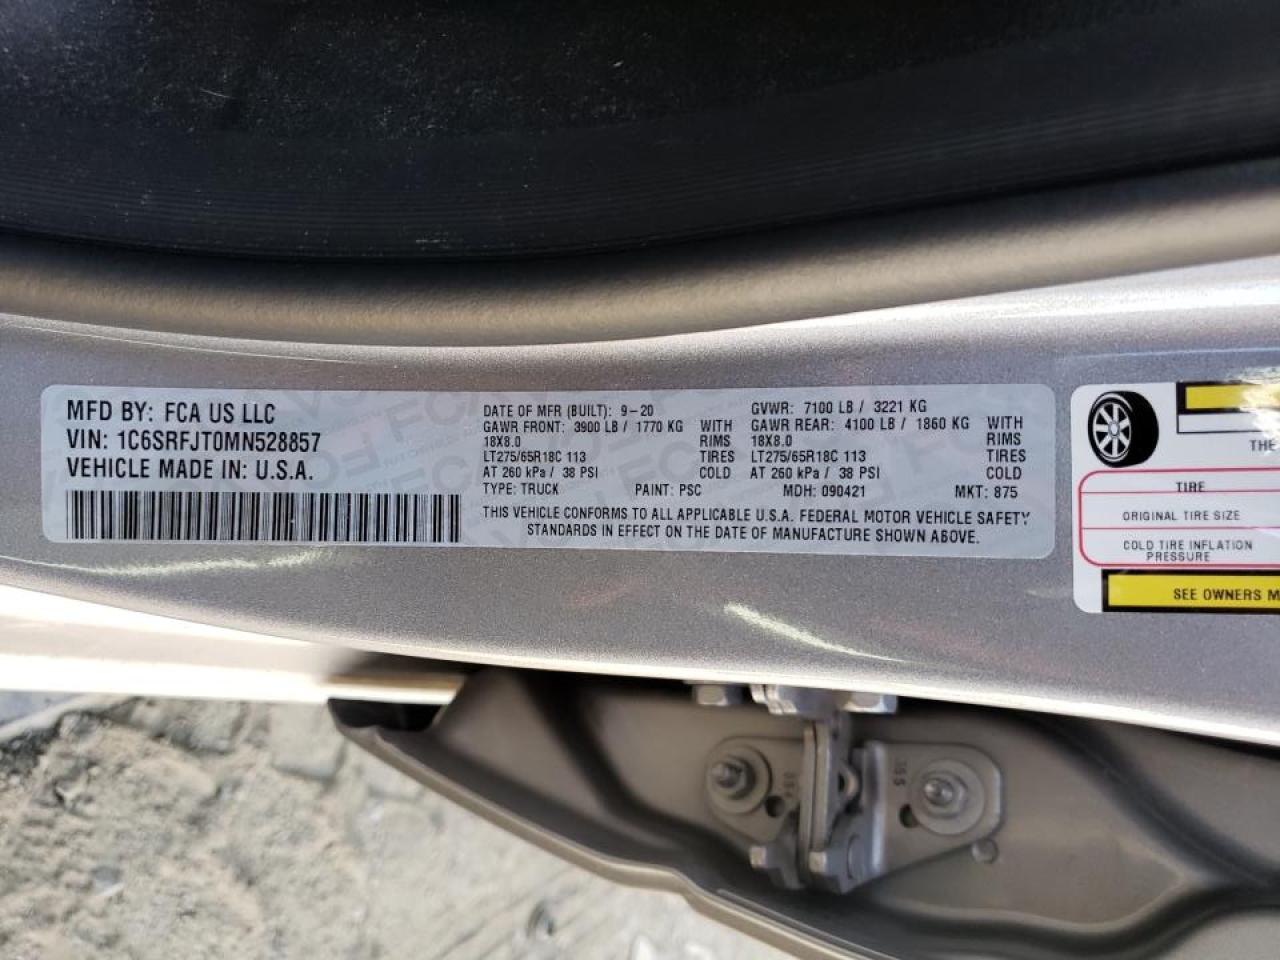 MFD BY: FCA US LLC
VIN: 1C6SRFJT0MN528857
VEHICLE MADE IN: U.S.A.
DATE OF MFR (BUILT): 9-20
GAWR FRONT: 3900 LB / 1770 KG WITH
18X8.0 RIMS
LT275/65R18C 113 TIRES
AT 260 kPa / 38 PSI COLD
GVWR: 7100 LB / 3221 KG
GAWR REAR: 4100 LB / 1860 KG WITH
18X8.0 RIMS
LT275/65R18C 113 TIRES
AT 260 kPa / 38 PSI COLD
TYPE: TRUCK PAINT: PSC MDH: 090421 MKT: 875
THIS VEHICLE CONFORMS TO ALL APPLICABLE U.S.A. FEDERAL MOTOR VEHICLE SAFETY
STANDARDS IN EFFECT ON THE DATE OF MANUFACTURE SHOWN ABOVE.
THE
TIRE
ORIGINAL TIRE SIZE
COLD TIRE INFLATION
PRESSURE
SEE OWNERS M